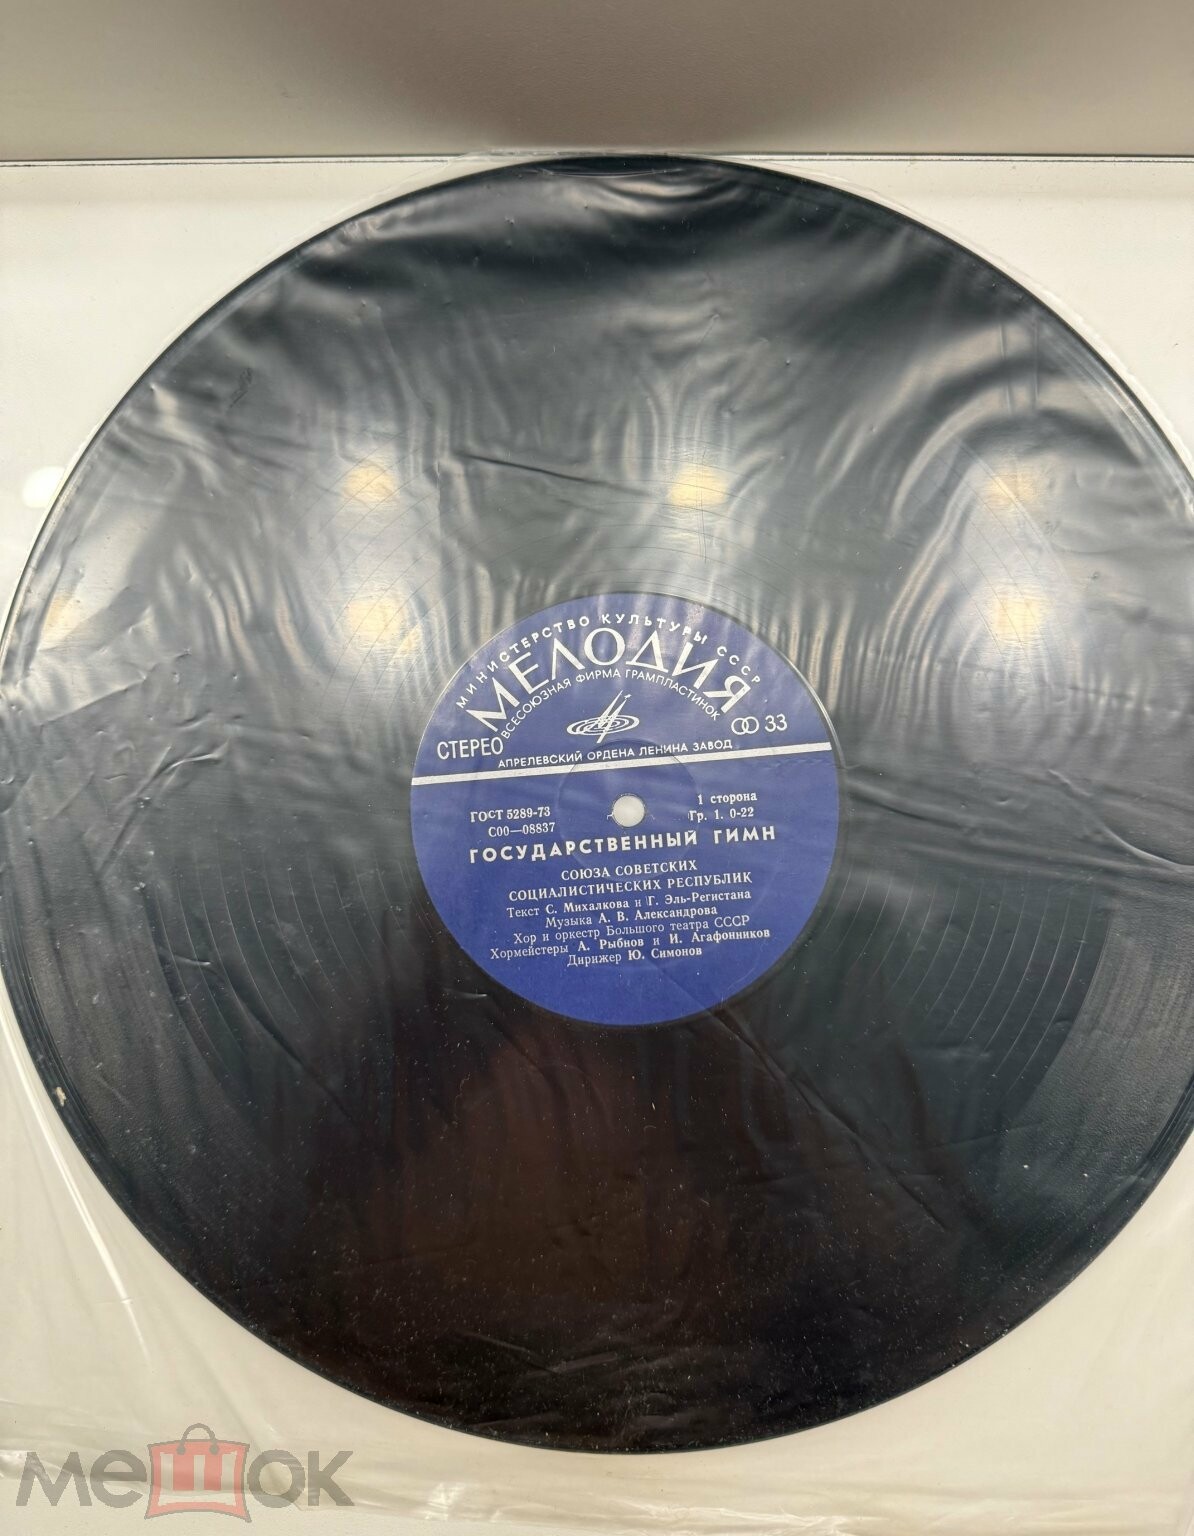 МИНИСТЕРСТВО КУЛЬТУРЫ СССР
МЕЛОДИЯ
ВСЕСОЮЗНАЯ ФИРМА ГРАМПЛАСТИНОК
СТЕРЕО
33
АПРЕЛЕВСКИЙ ОРДЕНА ЛЕНИНА ЗАВОД
ГОСТ 5289-73
1 сторона
С00—08837
Гр. 1. 0-22
ГОСУДАРСТВЕННЫЙ ГИМН
СОЮЗА СОВЕТСКИХ
СОЦИАЛИСТИЧЕСКИХ РЕСПУБЛИК
Текст С. Михалкова и Г. Эль-Регистана
Музыка А. В. Александрова
Хор и оркестр Большого театра СССР
Хормейстеры А. Рыбнов и И. Агафонников
Дирижер Ю. Симонов
мешок